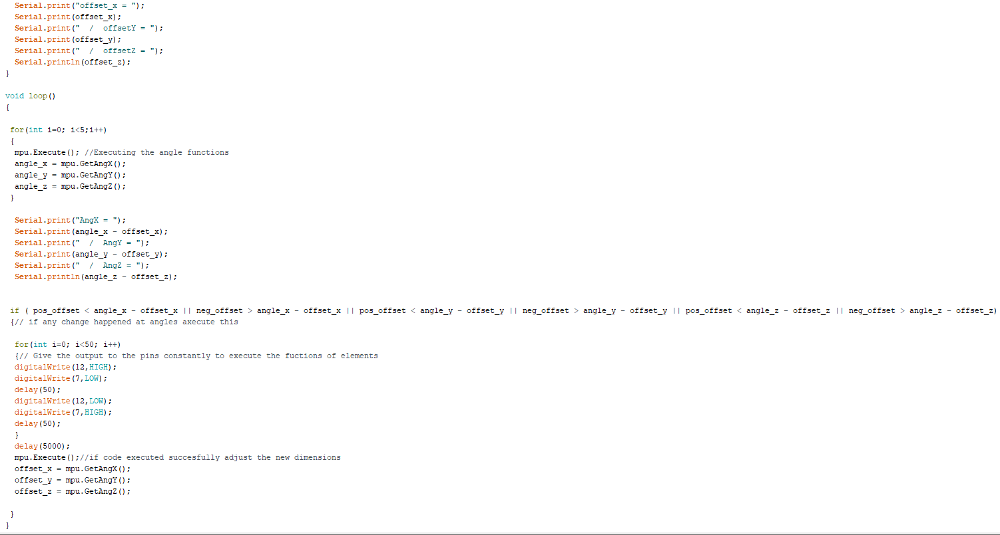 Serial.print("offset_x = ");
Serial.print(offset_x);
Serial.print("  /  offsetY = ");
Serial.print(offset_y);
Serial.print("  /  offsetZ = ");
Serial.println(offset_z);
}
void loop()
{
for(int i=0; i<5;i++)
{
mpu.Execute(); //Executing the angle functions
angle_x = mpu.GetAngX();
angle_y = mpu.GetAngY();
angle_z = mpu.GetAngZ();
}
Serial.print("AngX = ");
Serial.print(angle_x - offset_x);
Serial.print("  /  AngY = ");
Serial.print(angle_y - offset_y);
Serial.print("  /  AngZ = ");
Serial.println(angle_z - offset_z);
if ( pos_offset < angle_x - offset_x || neg_offset > angle_x - offset_x || pos_offset < angle_y - offset_y || neg_offset > angle_y - offset_y || pos_offset < angle_z - offset_z || neg_offset > angle_z - offset_z)
{// if any change happened at angles axecute this
for(int i=0; i<50; i++)
{// Give the output to the pins constantly to execute the fuctions of elements
digitalWrite(12,HIGH);
digitalWrite(7,LOW);
delay(50);
digitalWrite(12,LOW);
digitalWrite(7,HIGH);
delay(50);
}
delay(5000);
mpu.Execute();//if code executed succesfully adjust the new dimensions
offset_x = mpu.GetAngX();
offset_y = mpu.GetAngY();
offset_z = mpu.GetAngZ();
}
}